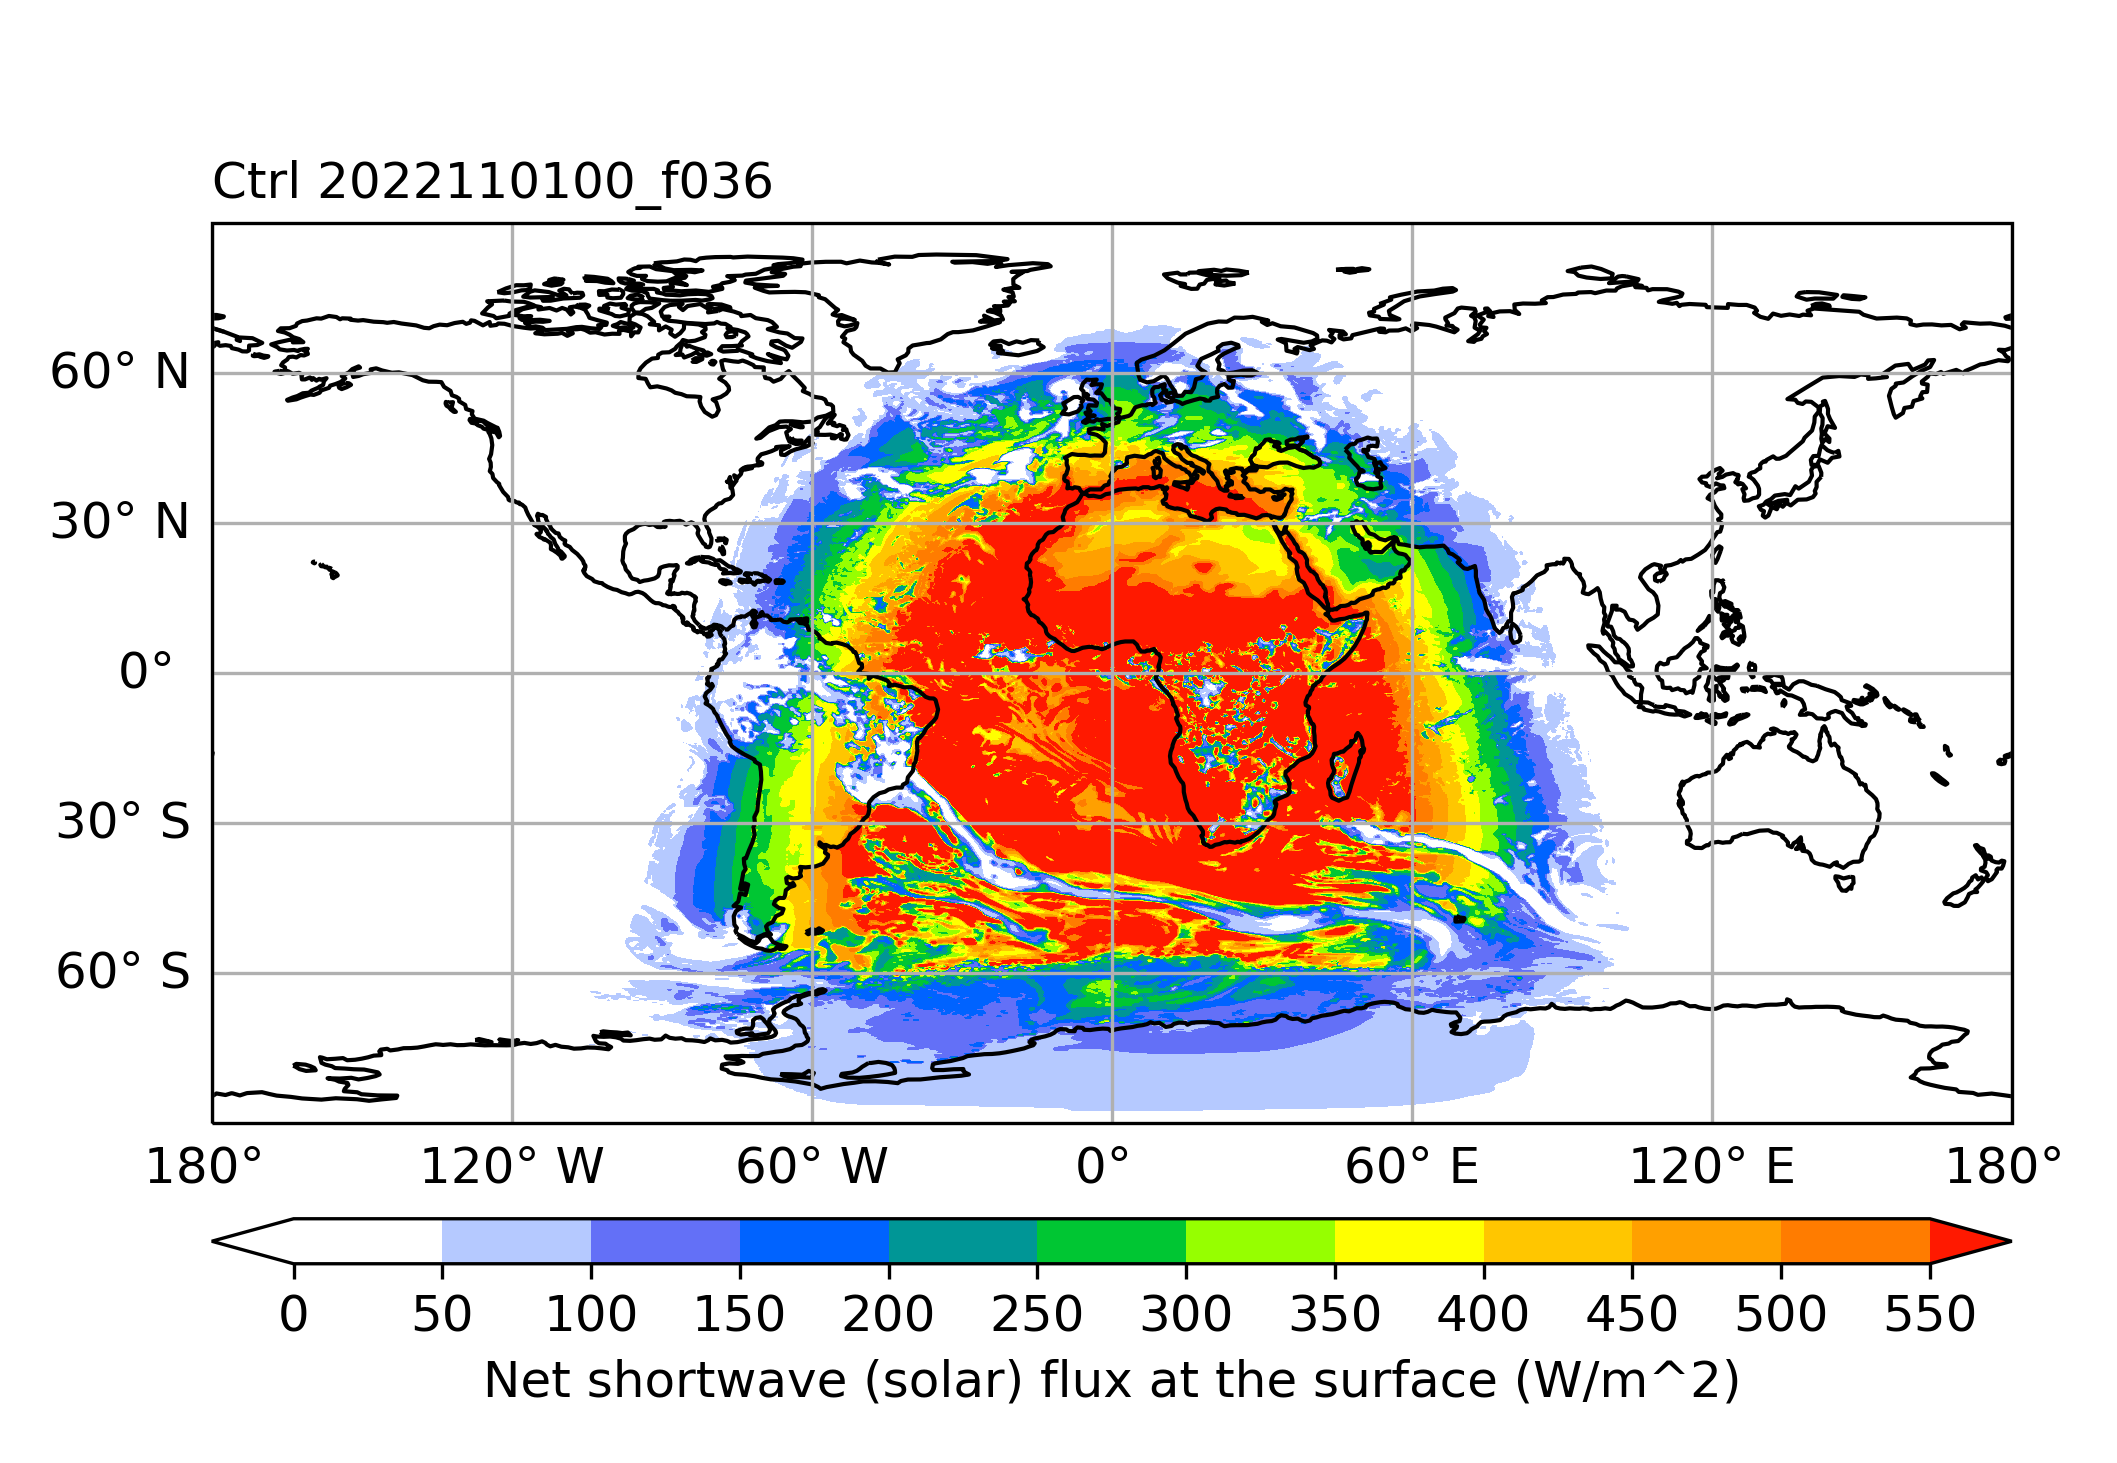 Ctrl 2022110100_f036
60° N
30° N
0°
30° S
60° S
180° 120° W 60° W 0° 60° E 120° E 180°
0 50 100 150 200 250 300 350 400 450 500 550
Net shortwave (solar) flux at the surface (W/m^2)